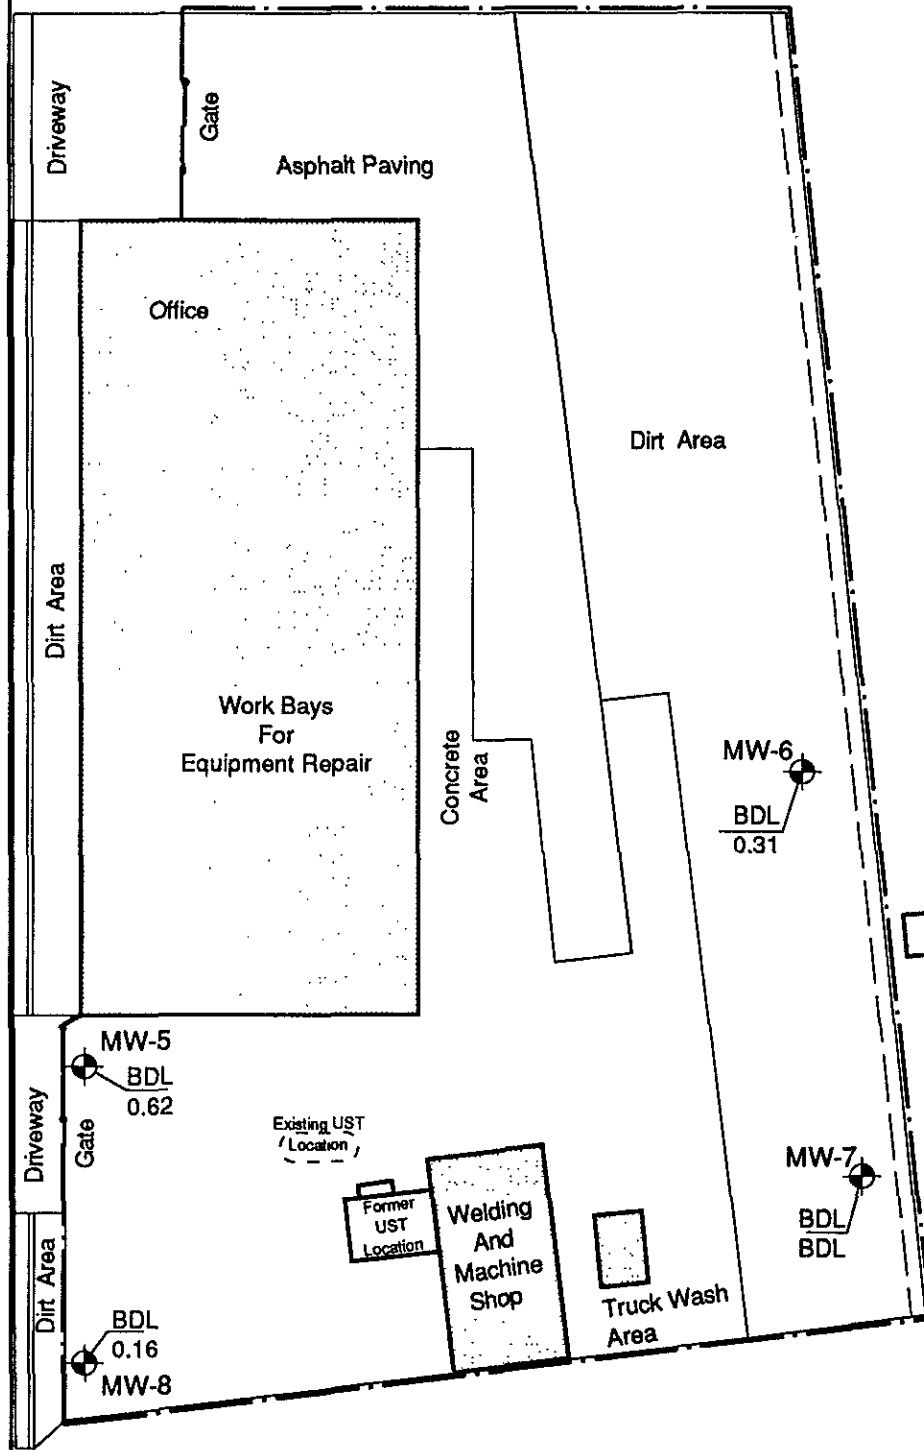 Driveway
Gate
Asphalt Paving
Office
Dirt Area
Dirt Area
Work Bays
For
Equipment Repair
Concrete
Area
MW-6
BDL
0.31
MW-5
BDL
0.62
Driveway
Gate
Existing UST
Location
MW-7
BDL
BDL
Former
UST
Location
Welding
And
Machine
Shop
Truck Wash
Area
Dirt Area
BDL
0.16
MW-8